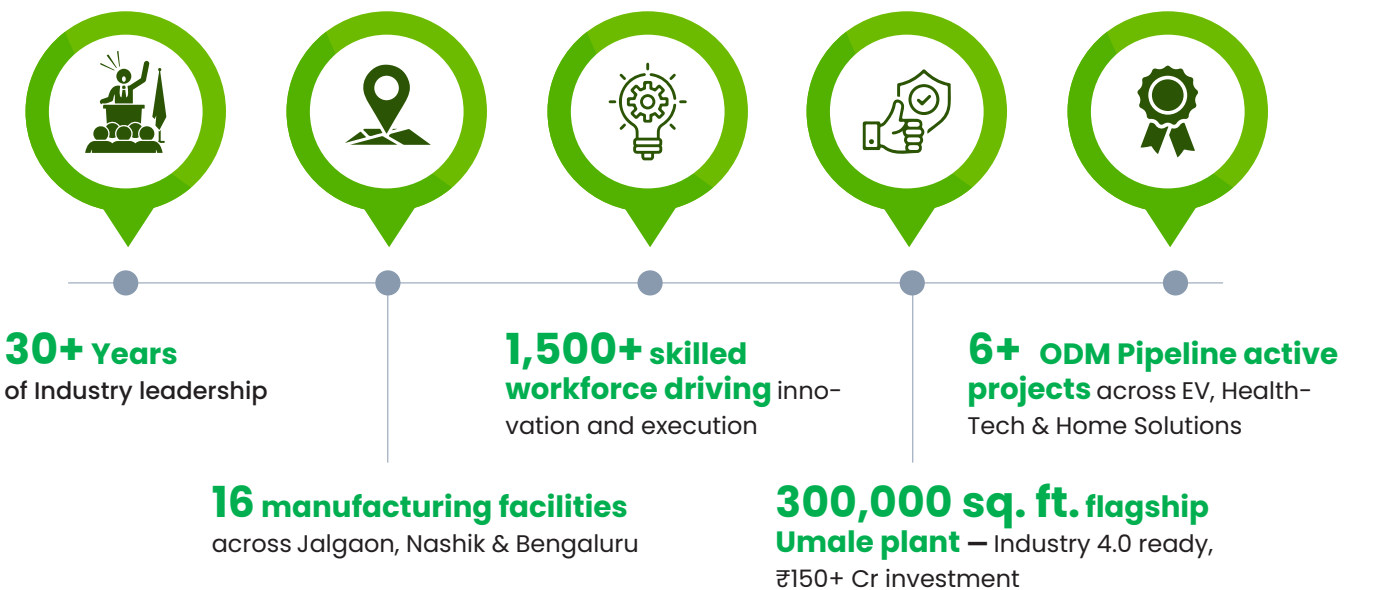 30+ Years
of Industry leadership
16 manufacturing facilities
across Jalgaon, Nashik & Bengaluru
1,500+ skilled
workforce driving inno-
vation and execution
300,000 sq. ft. flagship
Umale plant – Industry 4.0 ready,
₹150+ Cr investment
6+ ODM Pipeline active
projects across EV, Health-
Tech & Home Solutions